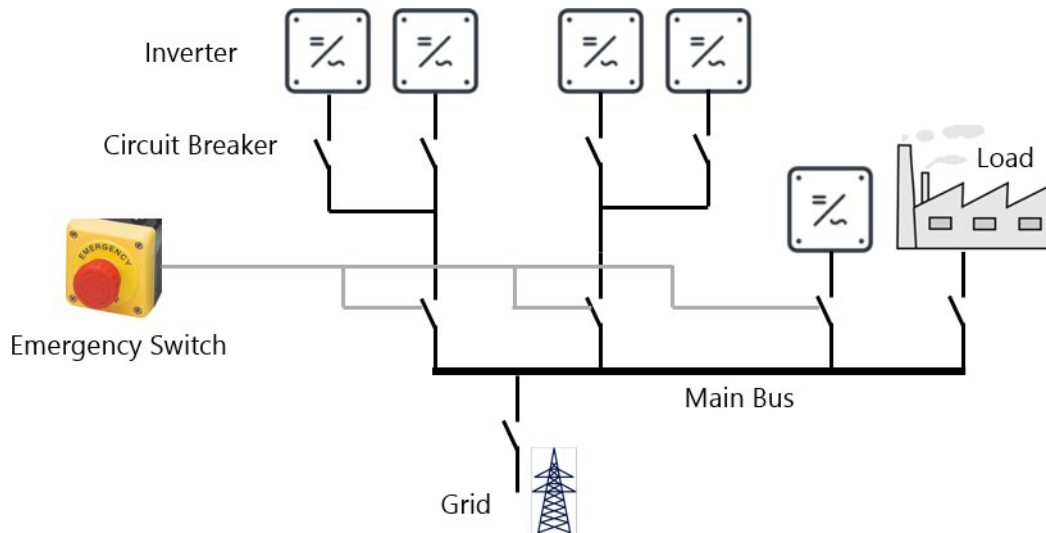 Inverter
Circuit Breaker
Load
EMERGENCY
Emergency Switch
Main Bus
Grid